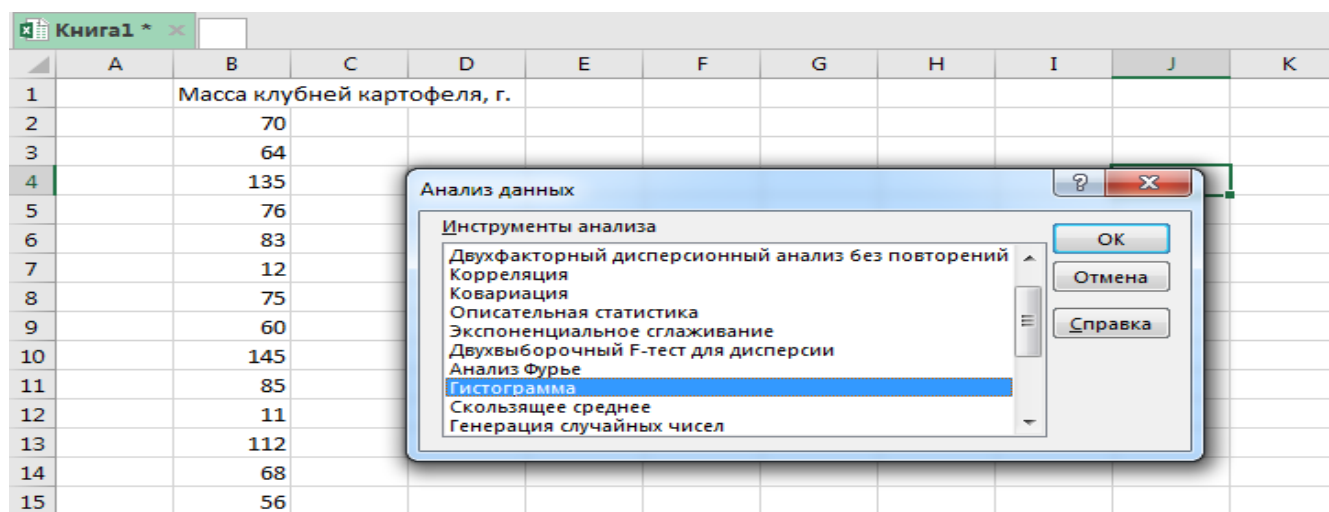 Книга1 *
A B C D E F G H I J K
1 Масса клубней картофеля, г.
2 70
3 64
4 135
5 76
6 83
7 12
8 75
9 60
10 145
11 85
12 11
13 112
14 68
15 56
Анализ данных
?
Инструменты анализа
Двухфакторный дисперсионный анализ без повторений
Корреляция
Ковариация
Описательная статистика
Экспоненциальное сглаживание
Двухвыборочный F-тест для дисперсии
Анализ Фурье
Гистограмма
Скользящее среднее
Генерация случайных чисел
OK
Отмена
Справка